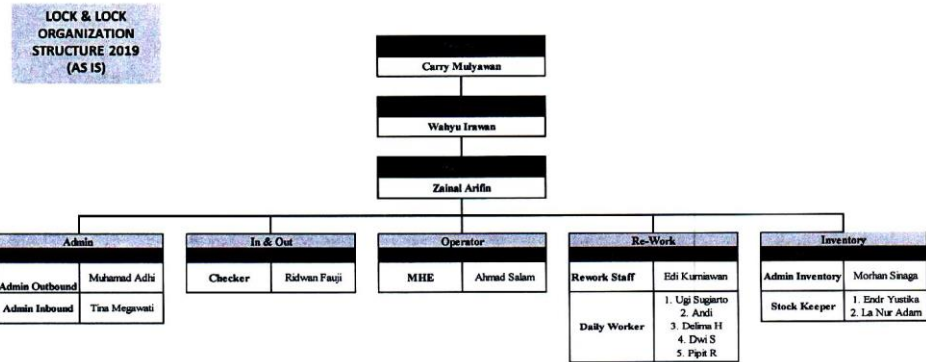 LOCK & LOCK
ORGANIZATION
STRUCTURE 2019
(AS IS)
Carry Mulyawan
Wahyu Irawan
Zainal Arifin
Admin
Admin Outbound Muhamad Adhi
Admin Inbound Tina Megawati
In & Out
Checker Ridwan Fauji
Operator
MHE Ahmad Salam
Re-Work
Rework Staff Edi Kurniawan
Daily Worker
1. Ugi Sugiarto
2. Andi
3. Delima H
4. Dwi S
5. Pipit R
Inventory
Admin Inventory Morhan Sinaga
Stock Keeper
1. Endr Yustika
2. La Nur Adam